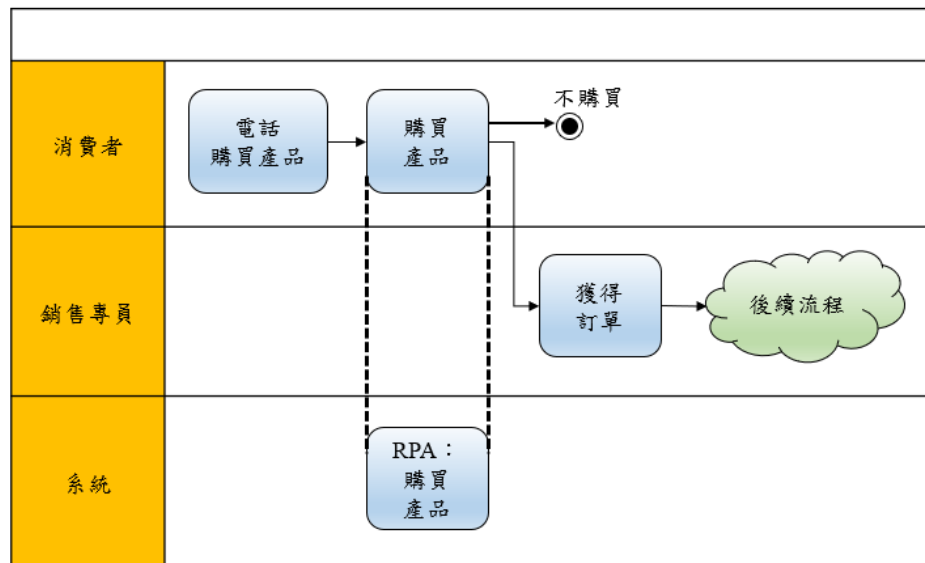 消費者
電話
購買產品
購買
產品
不購買
銷售專員
獲得
訂單
後續流程
系統
RPA：
購買
產品